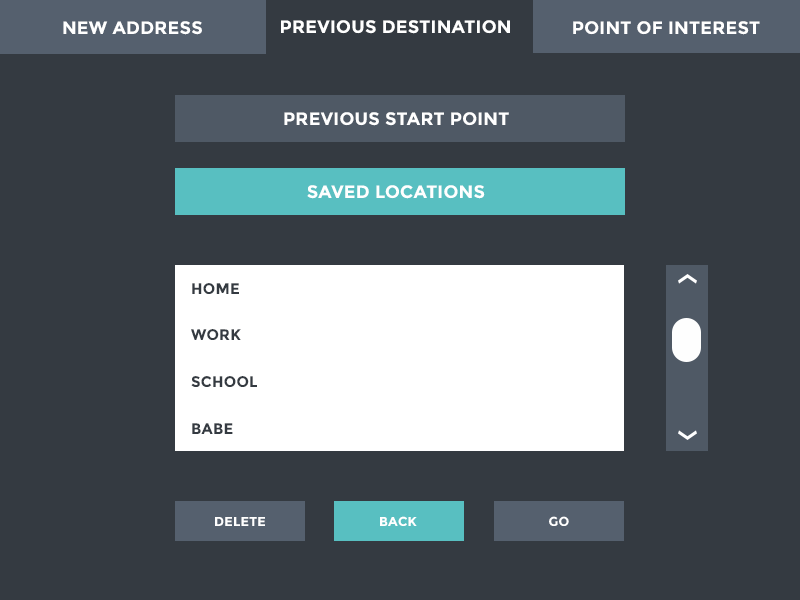 NEW ADDRESS
PREVIOUS DESTINATION
POINT OF INTEREST
PREVIOUS START POINT
SAVED LOCATIONS
HOME
WORK
SCHOOL
BABE
DELETE
BACK
GO